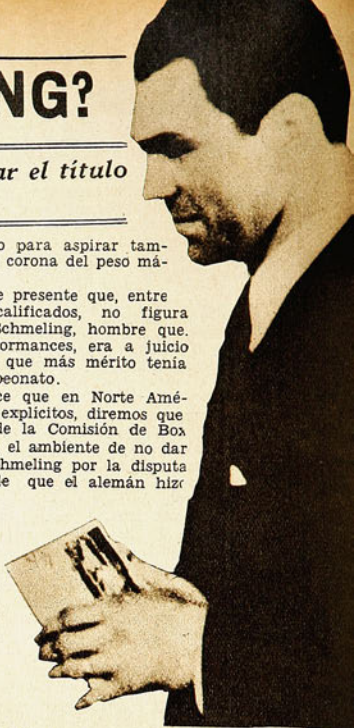 NG?
ar el título
o para aspirar tam-
corona del peso má-
e presente que, entre
calificados, no figura
Schmeling, hombre que.
formances, era a juicio
que más mérito tenía
peonato.
ce que en Norte Amé-
explícitos, diremos que
de la Comisión de Box
el ambiente de no dar
hmeling por la disputa
de que el alemán hizo